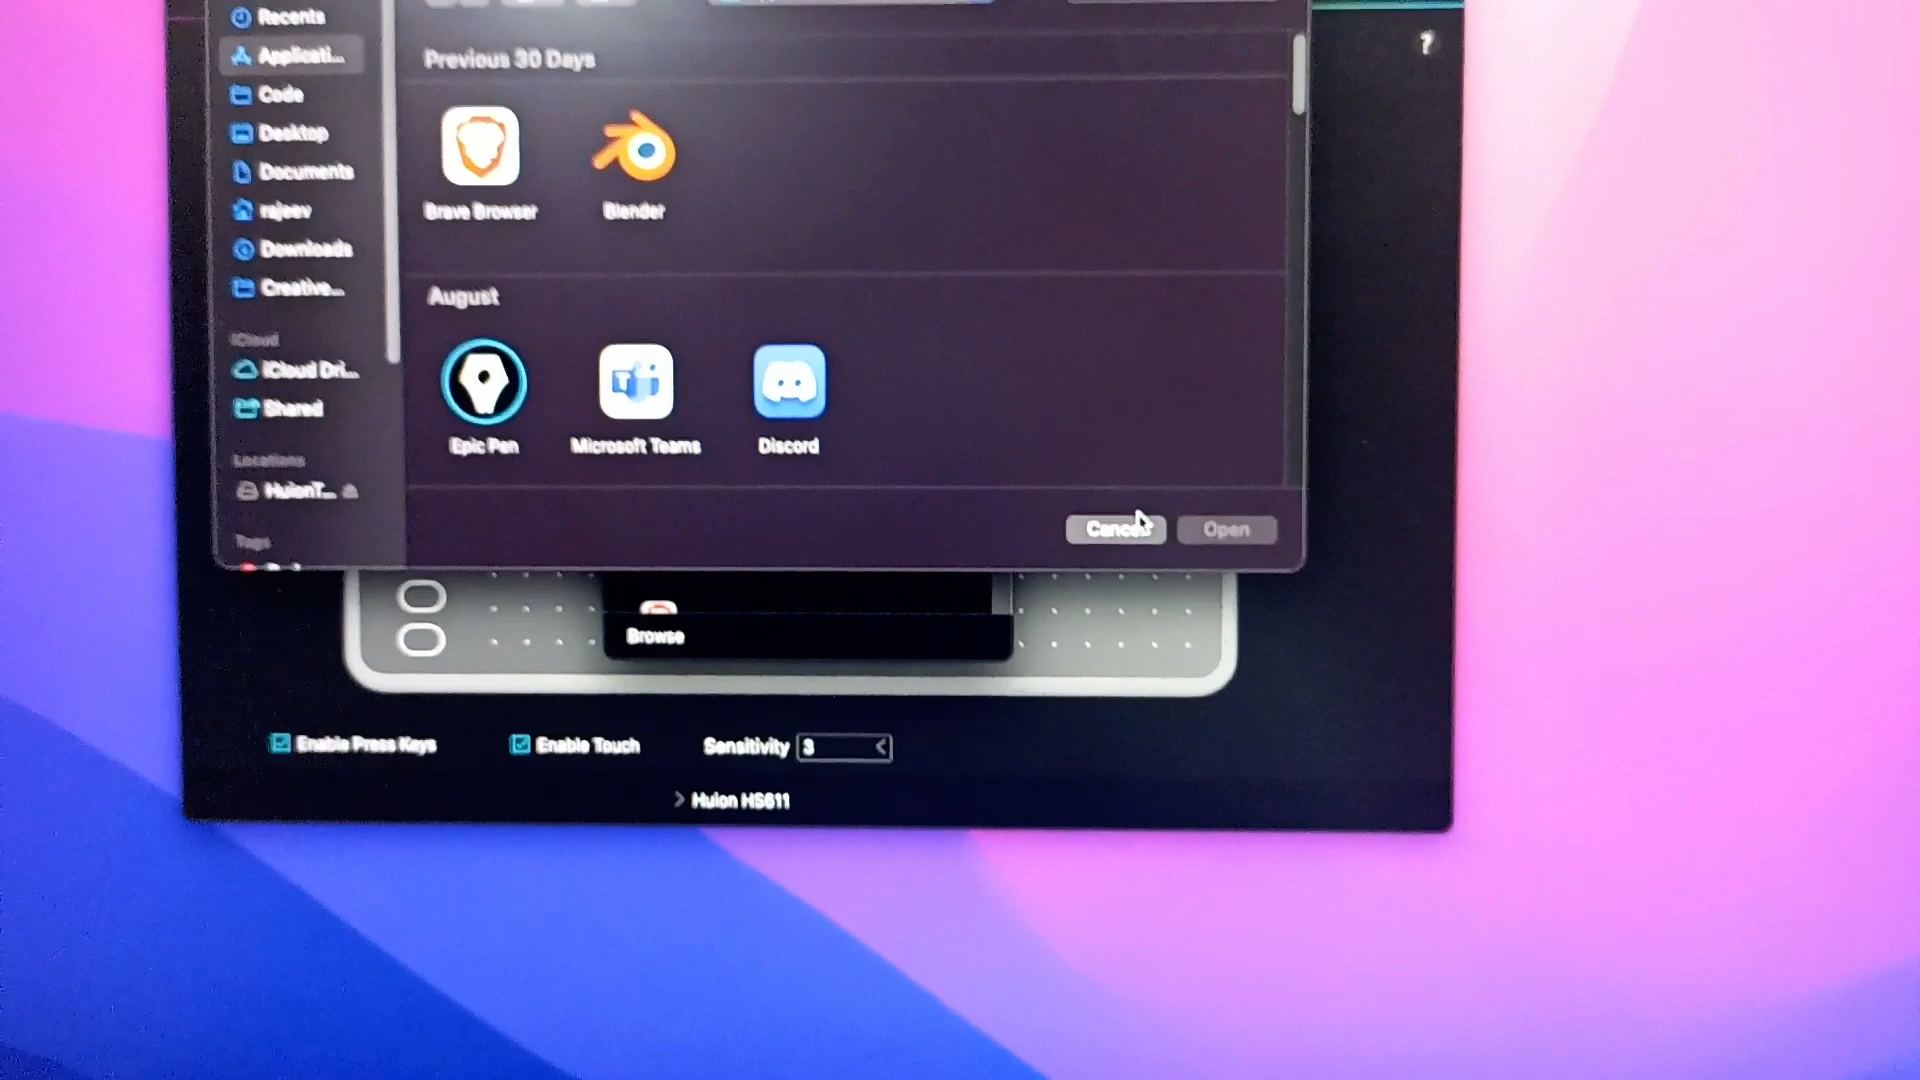 Recents
Applicati...
Code
Desktop
Documents
rajeev
Downloads
Creative...
iCloud
iCloud Dri...
Shared
Locations
HuionT...
Tags
Previous 30 Days
Brave Browser
Blender
August
Epic Pen
Microsoft Teams
Discord
Cancel
Open
?
Browse
Enable Press Keys
Enable Touch
Sensitivity 3
Huion HS611